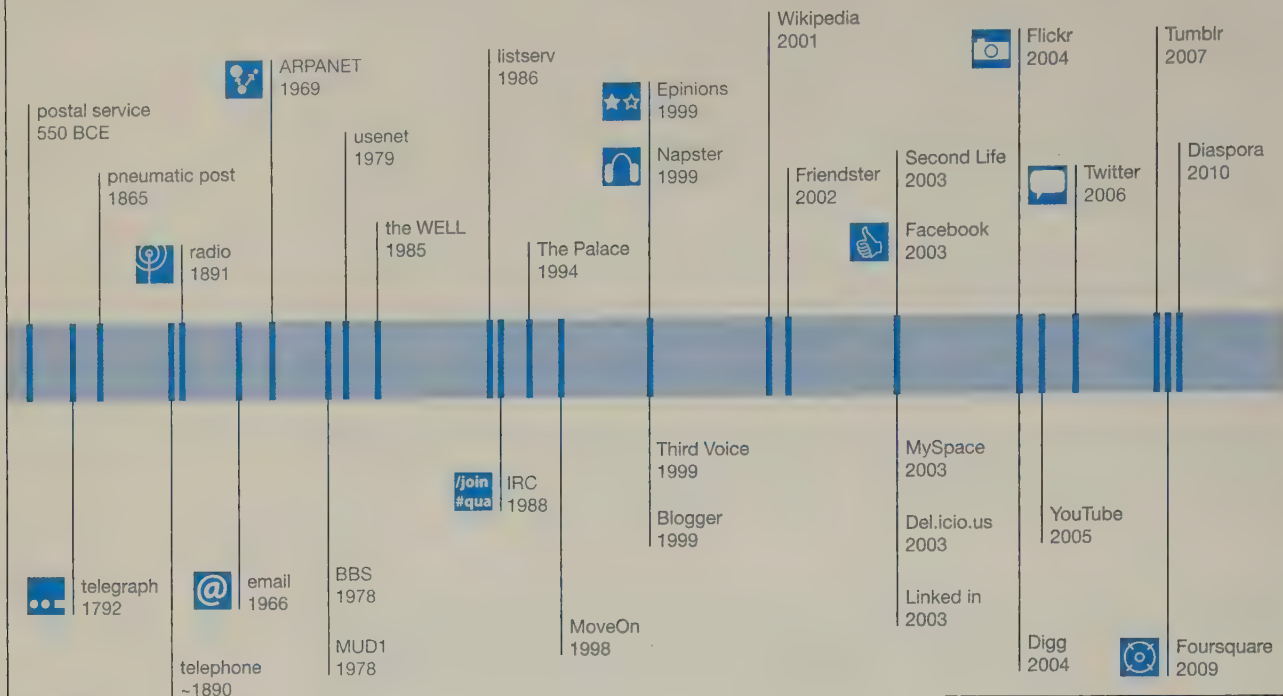 postal service
550 BCE
telegraph
1792
pneumatic post
1865
telephone
~1890
radio
1891
@
email
1966
ARPANET
1969
BBS
1978
MUD1
1978
usenet
1979
the WELL
1985
listserv
1986
/join
#qua
IRC
1988
The Palace
1994
MoveOn
1998
Epinions
1999
Napster
1999
Third Voice
1999
Blogger
1999
Wikipedia
2001
Friendster
2002
Second Life
2003
Facebook
2003
MySpace
2003
Del.icio.us
2003
Linked in
2003
Flickr
2004
Digg
2004
YouTube
2005
Twitter
2006
Tumblr
2007
Foursquare
2009
Diaspora
2010